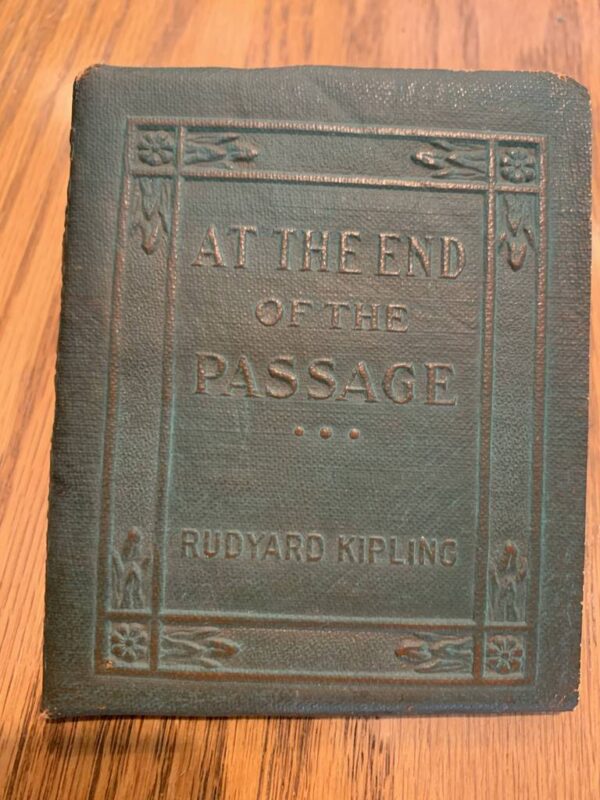 AT THE END
OF THE
PASSAGE
RUDYARD KIPLING